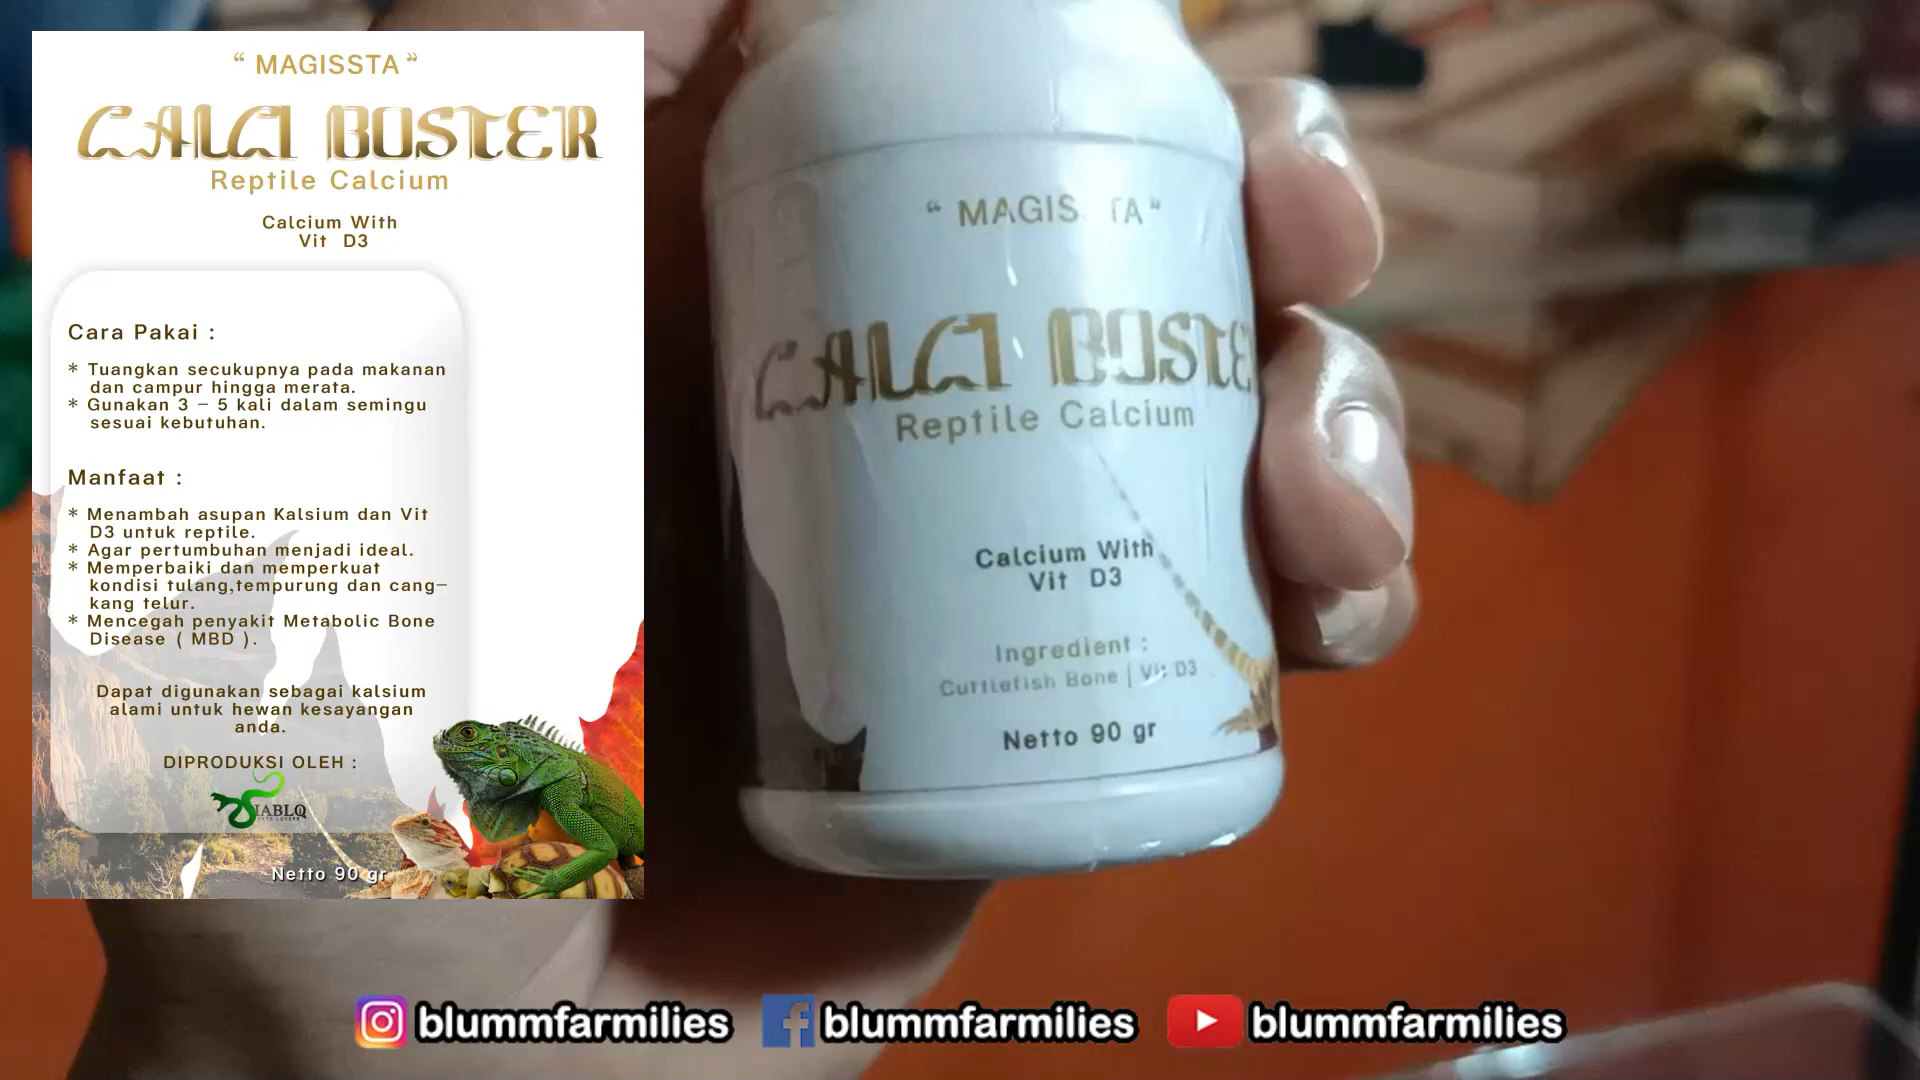 “ MAGISSTA ”
CALCI BOSTER
Reptile Calcium
Calcium With
Vit D3
Cara Pakai :
* Tuangkan secukupnya pada makanan
dan campur hingga merata.
* Gunakan 3 – 5 kali dalam semingu
sesuai kebutuhan.
Manfaat :
* Menambah asupan Kalsium dan Vit
D3 untuk reptile.
* Agar pertumbuhan menjadi ideal.
* Memperbaiki dan memperkuat
kondisi tulang,tempurung dan cang–
kang telur.
* Mencegah penyakit Metabolic Bone
Disease ( MBD ).
Dapat digunakan sebagai kalsium
alami untuk hewan kesayangan
anda.
DIPRODUKSI OLEH :
IABLO
PETS LOVERS
Netto 90 gr
“ MAGISSTA ”
CALCI BOSTE
Reptile Calcium
Calcium With
Vit D3
Ingredient :
Cuttlefish Bone | Vit D3
Netto 90 gr
blummfarmilies
blummfarmilies
blummfarmilies